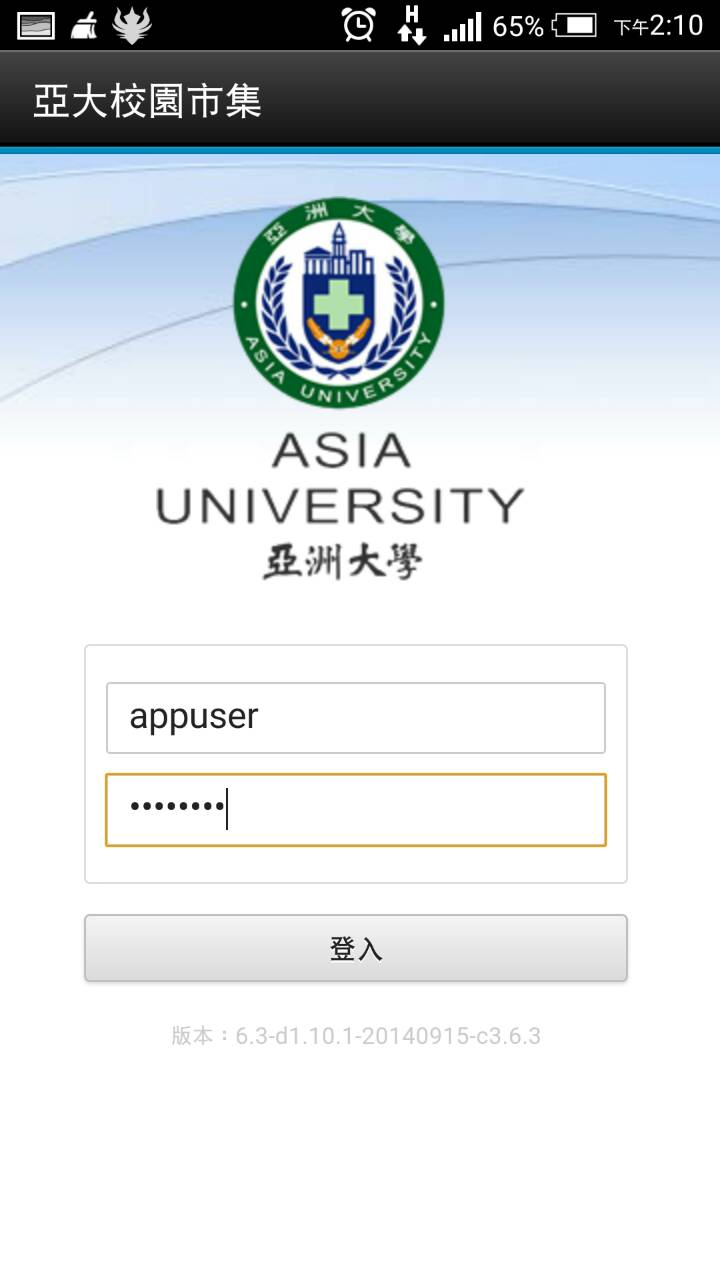 H 65% 下午2:10
亞大校園市集
亞洲大學
ASIA UNIVERSITY
ASIA
UNIVERSITY
亞洲大學
appuser
••••••••
登入
版本：6.3-d1.10.1-20140915-c3.6.3